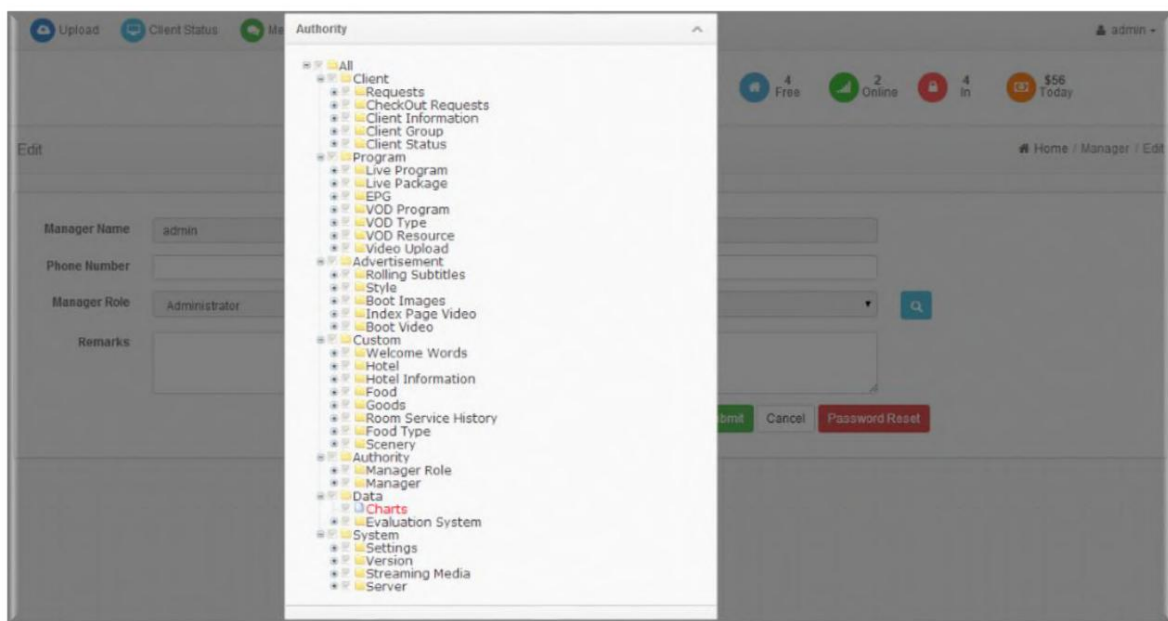 Upload Client Status Me
admin
Authority
All
Client
Requests
CheckOut Requests
Client Information
Client Group
Client Status
Program
Live Program
Live Package
EPG
VOD Program
VOD Type
VOD Resource
Video Upload
Advertisement
Rolling Subtitles
Style
Boot Images
Index Page Video
Boot Video
Custom
Welcome Words
Hotel
Hotel Information
Food
Goods
Room Service History
Food Type
Scenery
Authority
Manager Role
Manager
Data
Charts
Evaluation System
System
Settings
Version
Streaming Media
Server
4
Free
2
Online
4
In
$56
Today
Edit
Home / Manager / Edit
Manager Name admin
Phone Number
Manager Role Administrator
Remarks
bmit Cancel Password Reset